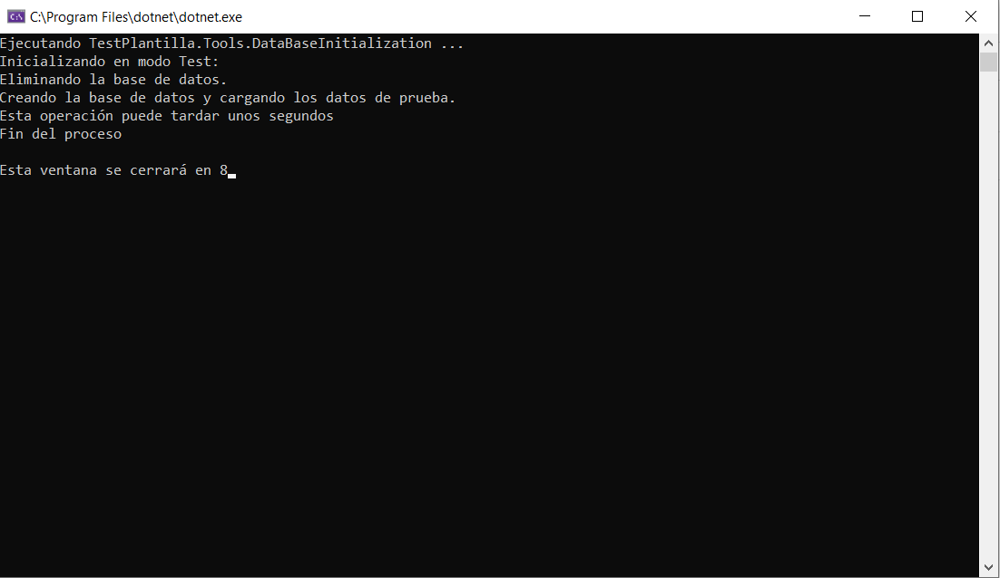 C:\Program Files\dotnet\dotnet.exe
Ejecutando TestPlantilla.Tools.DataBaseInitialization ...
Inicializando en modo Test:
Eliminando la base de datos.
Creando la base de datos y cargando los datos de prueba.
Esta operación puede tardar unos segundos
Fin del proceso
Esta ventana se cerrará en 8